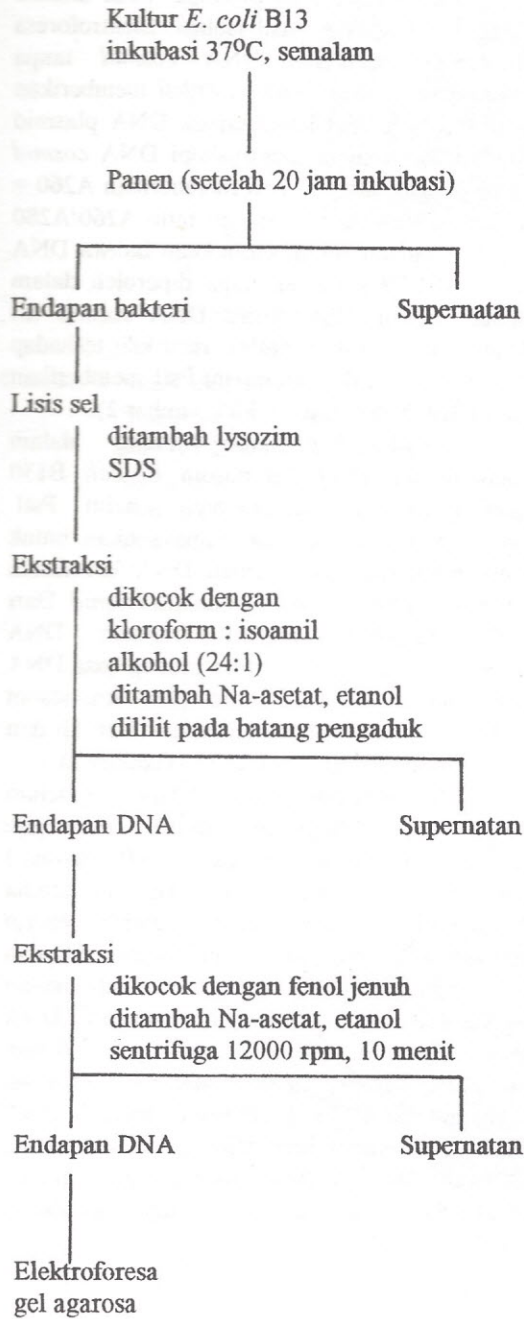 Kultur E. coli B13
inkubasi 37⁰C, semalam
Panen (setelah 20 jam inkubasi)
Endapan bakteri Supernatan
Lisis sel
ditambah lysozim
SDS
Ekstraksi
dikocok dengan
kloroform : isoamil
alkohol (24:1)
ditambah Na-asetat, etanol
dililit pada batang pengaduk
Endapan DNA Supernatan
Ekstraksi
dikocok dengan fenol jenuh
ditambah Na-asetat, etanol
sentrifuga 12000 rpm, 10 menit
Endapan DNA Supernatan
Elektroforesa
gel agarosa